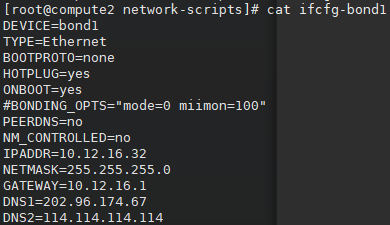 [root@compute2 network-scripts]# cat ifcfg-bond1
DEVICE=bond1
TYPE=Ethernet
BOOTPROTO=none
HOTPLUG=yes
ONBOOT=yes
#BONDING_OPTS="mode=0 miimon=100"
PEERDNS=no
NM_CONTROLLED=no
IPADDR=10.12.16.32
NETMASK=255.255.255.0
GATEWAY=10.12.16.1
DNS1=202.96.174.67
DNS2=114.114.114.114